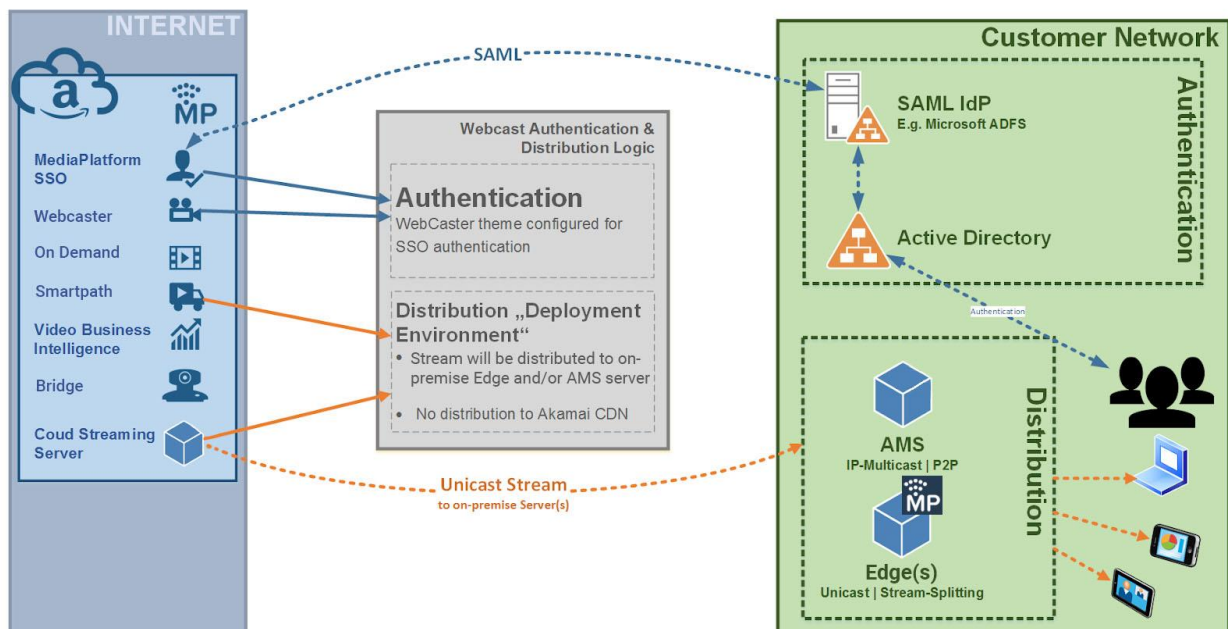 INTERNET
a
MP
MediaPlatform
SSO
Webcaster
On Demand
Smartpath
Video Business
Intelligence
Bridge
Coud Streaming
Server
SAML
Webcast Authentication &
Distribution Logic
Authentication
WebCaster theme configured for
SSO authentication
Distribution „Deployment
Environment“
• Stream will be distributed to on-
premise Edge and/or AMS server
• No distribution to Akamai CDN
Unicast Stream
to on-premise Server(s)
Customer Network
SAML IdP
E.g. Microsoft ADFS
Active Directory
Authentication
Authentication
AMS
IP-Multicast | P2P
MP
Edge(s)
Unicast | Stream-Splitting
Distribution